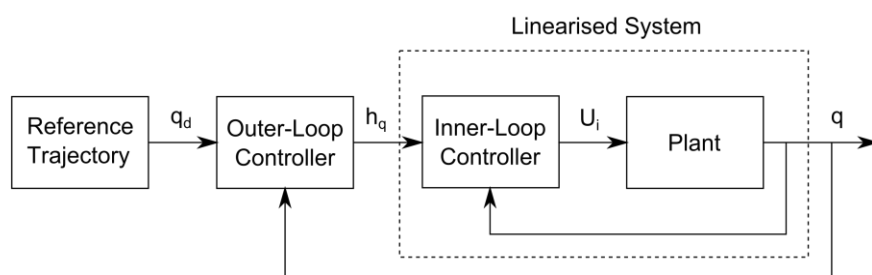 Linearised System
Reference
Trajectory
q_d
Outer-Loop
Controller
h_q
Inner-Loop
Controller
U_i
Plant
q